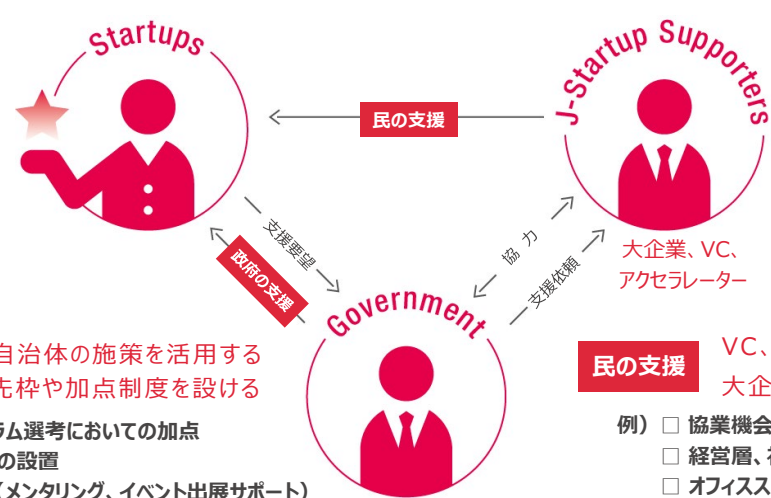 Startups
J-Startup Supporters
民の支援
支援要望
政府の支援
協力
支援依頼
大企業、VC、
アクセラレーター
Government
自治体の施策を活用する
先枠や加点制度を設ける
ラム選考においての加点
の設置
（メンタリング、イベント出展サポート）
民の支援
VC、
大企
例） □ 協業機会
□ 経営層、
□ オフィスス